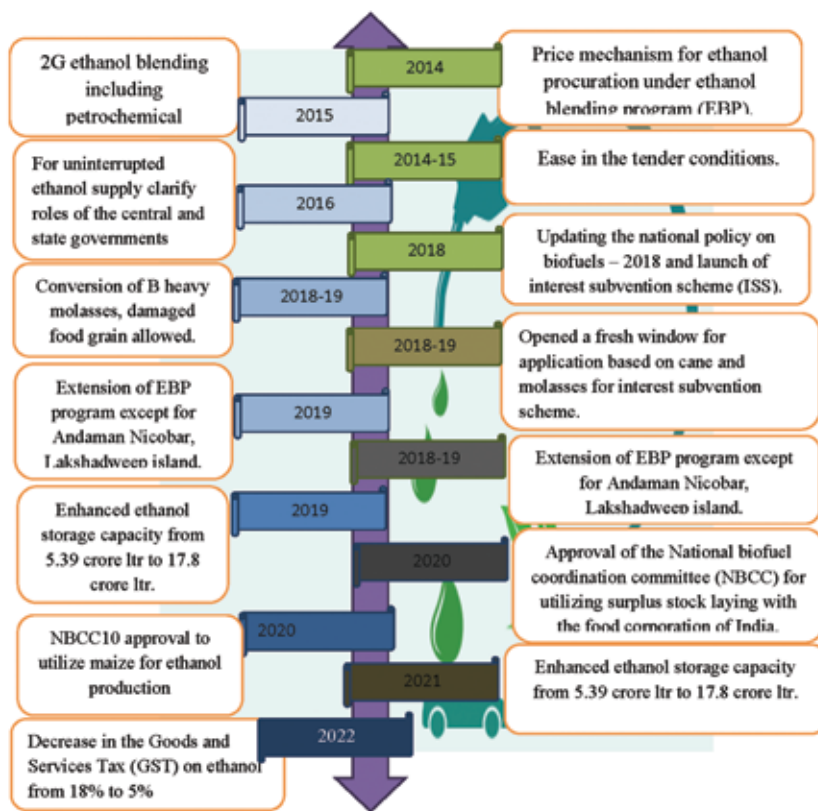 2014
Price mechanism for ethanol
procuration under ethanol
blending program (EBP).
2G ethanol blending
including
petrochemical
2015
2014-15
Ease in the tender conditions.
For uninterrupted
ethanol supply clarify
roles of the central and
state governments
2016
2018
Updating the national policy on
biofuels – 2018 and launch of
interest subvention scheme (ISS).
Conversion of B heavy
molasses, damaged
food grain allowed.
2018-19
2018-19
Opened a fresh window for
application based on cane and
molasses for interest subvention
scheme.
Extension of EBP
program except for
Andaman Nicobar,
Lakshadweep island.
2019
2018-19
Extension of EBP program except
for Andaman Nicobar,
Lakshadweep island.
Enhanced ethanol
storage capacity from
5.39 crore ltr to 17.8
crore ltr.
2019
2020
Approval of the National biofuel
coordination committee (NBCC) for
utilizing surplus stock laying with
the food corporation of India.
NBCC10 approval to
utilize maize for ethanol
production
2020
2021
Enhanced ethanol storage capacity
from 5.39 crore ltr to 17.8 crore ltr.
Decrease in the Goods and
Services Tax (GST) on ethanol
from 18% to 5%
2022